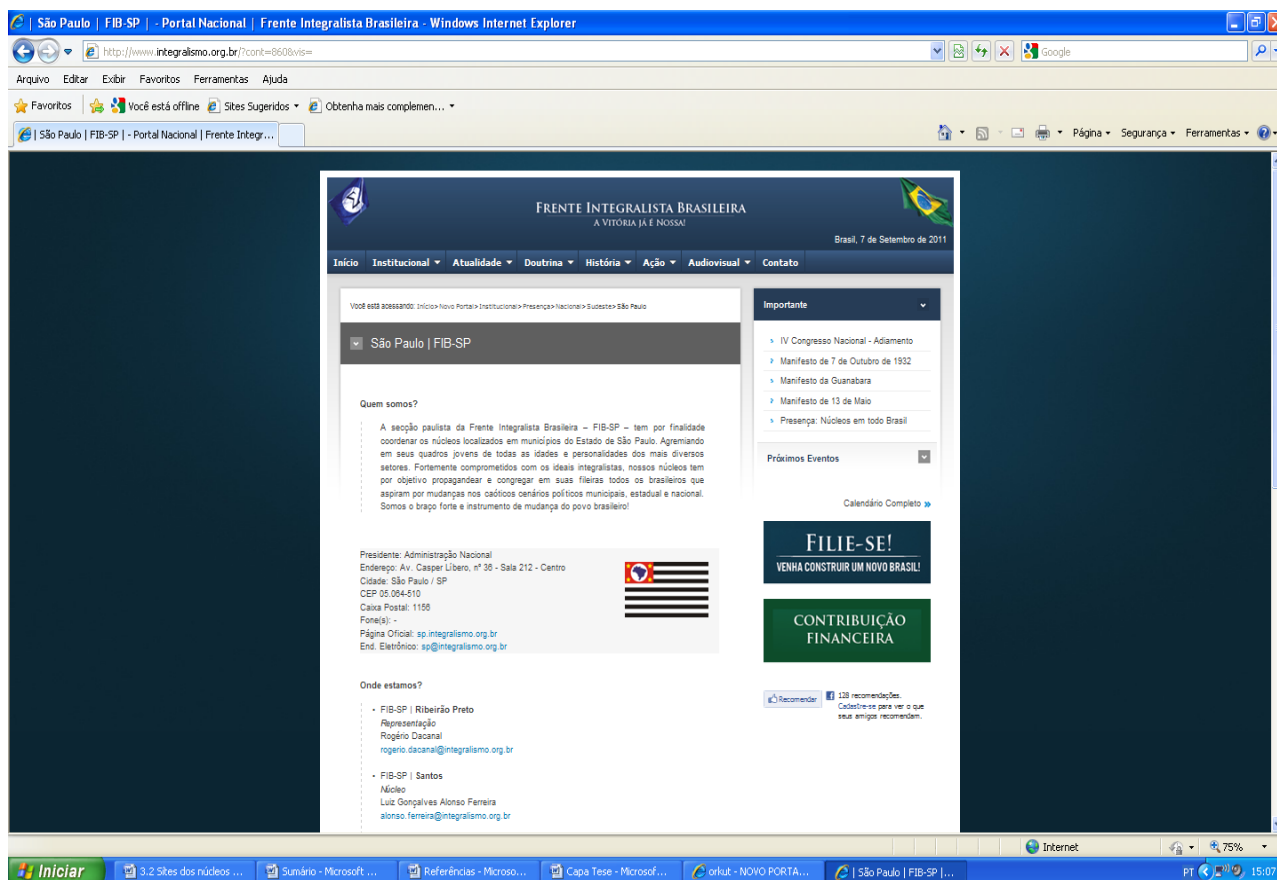 | São Paulo | FIB-SP | - Portal Nacional | Frente Integralista Brasileira - Windows Internet Explorer
http://www.integralismo.org.br/?cont=860&vis=
Google
Arquivo Editar Exibir Favoritos Ferramentas Ajuda
Favoritos Você está offline Sites Sugeridos Obtenha mais complemen...
| São Paulo | FIB-SP | - Portal Nacional | Frente Integr...
Página Segurança Ferramentas
FRENTE INTEGRALISTA BRASILEIRA
A VITÓRIA JÁ É NOSSA!
Brasil, 7 de Setembro de 2011
Início Institucional Atualidade Doutrina História Ação Audiovisual Contato
Você está acessando: Início> Novo Portal> Institucional> Presença> Nacional> Sudeste> São Paulo
São Paulo | FIB-SP
Quem somos?
A secção paulista da Frente Integralista Brasileira – FIB-SP – tem por finalidade
coordenar os núcleos localizados em municípios do Estado de São Paulo. Agremiando
em seus quadros jovens de todas as idades e personalidades dos mais diversos
setores. Fortemente comprometidos com os ideais integralistas, nossos núcleos tem
por objetivo propagandear e congregar em suas fileiras todos os brasileiros que
aspiram por mudanças nos caóticos cenários políticos municipais, estadual e nacional.
Somos o braço forte e instrumento de mudança do povo brasileiro!
Presidente: Administração Nacional
Endereço: Av. Casper Líbero, nº 36 - Sala 212 - Centro
Cidade: São Paulo / SP
CEP 05.064-510
Caixa Postal: 1156
Fone(s): -
Página Oficial: sp.integralismo.org.br
End. Eletrônico: sp@integralismo.org.br
Onde estamos?
• FIB-SP | Ribeirão Preto
Representação
Rogério Dacanal
rogerio.dacanal@integralismo.org.br
• FIB-SP | Santos
Núcleo
Luiz Gonçalves Alonso Ferreira
alonso.ferreira@integralismo.org.br
Importante
IV Congresso Nacional - Adiamento
Manifesto de 7 de Outubro de 1932
Manifesto da Guanabara
Manifesto de 13 de Maio
Presença: Núcleos em todo Brasil
Próximos Eventos
Calendário Completo
FILIE-SE!
VENHA CONSTRUIR UM NOVO BRASIL!
CONTRIBUIÇÃO
FINANCEIRA
Recomendar
128 recomendações.
Cadastre-se para ver o que
seus amigos recomendam.
Internet 75%
Iniciar 3.2 Sites dos núcleos ... Sumário - Microsoft ... Referências - Microso... Capa Tese - Microsof... orkut - NOVO PORTA... | São Paulo | FIB-SP |... PT 15:07